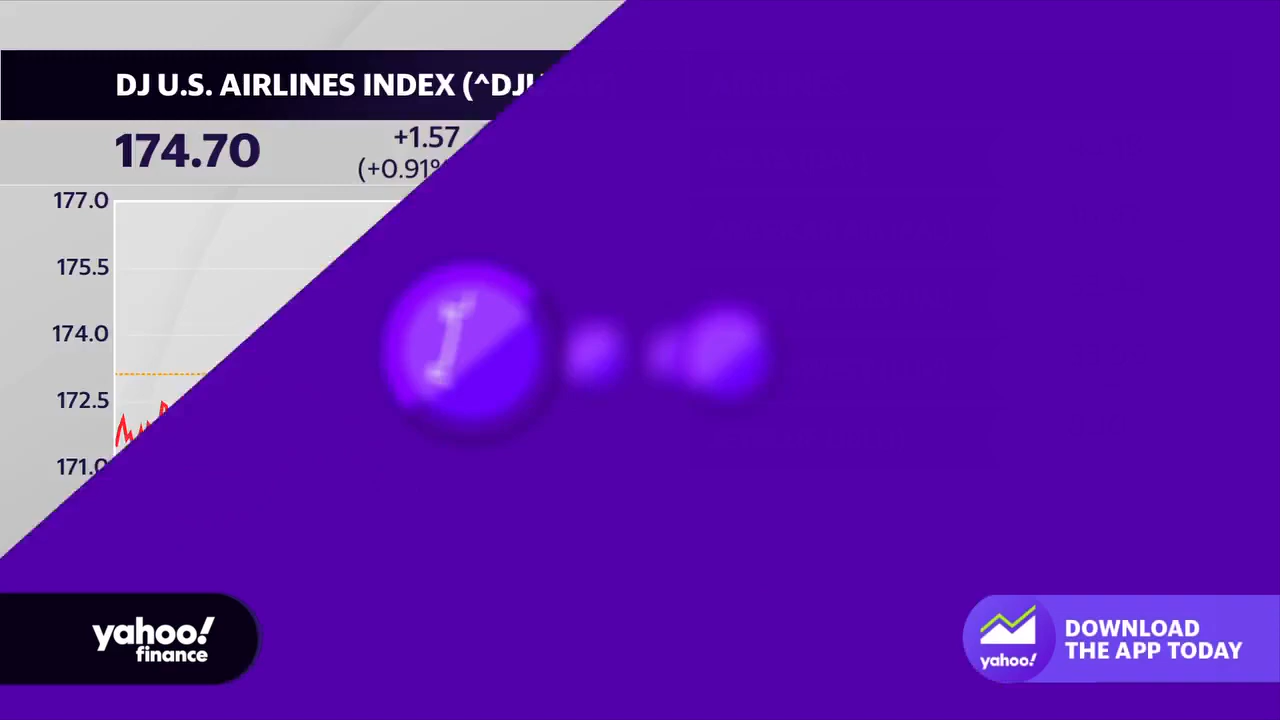 DJ U.S. AIRLINES INDEX (^DJU
174.70
+1.57
(+0.91%
177.0
175.5
174.0
172.5
171.0
yahoo!
finance
yahoo!
DOWNLOAD
THE APP TODAY